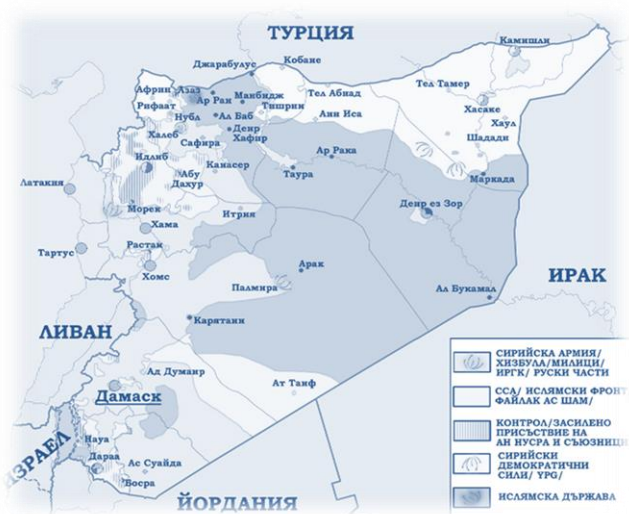 ТУРЦИЯ
Камишли
Кобане
Джарабулус
Африн
Азаз
Тел Абиад
Тел Тамер
Ар Раи
Манбидж
Рифаат
Тишрин
Хасаке
Нубл
Ал Баб
Аин Иса
Хаул
Халеб
Деир
Хафир
Шадади
Сафира
Идлиб
Ар Рака
Канасер
Абу
Дахур
Таура
Маркада
Латакия
Морек
Итрия
Деир ез Зор
Хама
Растан
Тартус
Хомс
Арак
Палмира
ИРАК
Ал Букамал
ЛИВАН
Карятаин
Ад Думаир
Дамаск
Ат Танф
ИЗРАЕЛ
Науа
Дараа
Ас Суайда
Босра
ЙОРДАНИЯ
СИРИЙСКА АРМИЯ/
ХИЗБУЛА/МИЛИЦИ/
ИРГК/ РУСКИ ЧАСТИ
ССА/ ИСЛЯМСКИ ФРОНТ
ФАЙЛАК АС ШАМ/
КОНТРОЛ/ЗАСИЛЕНО
ПРИСЪСТВИЕ НА
АН НУСРА И СЪЮЗНИЦИ
СИРИЙСКИ
ДЕМОКРАТИЧНИ
СИЛИ/ YPG/
ИСЛЯМСКА ДЪРЖАВА